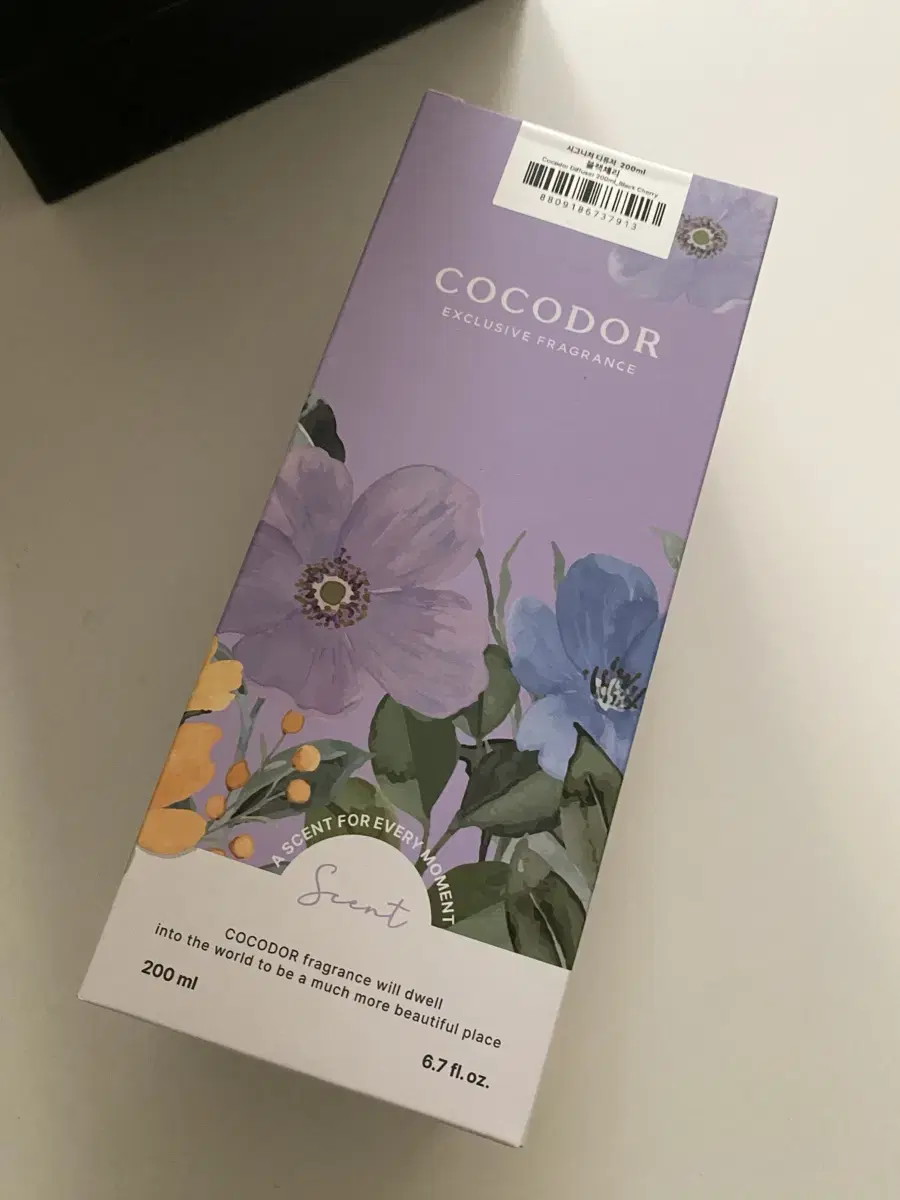 시그니처 디퓨저 200ml
블랙체리
Cocodor Diffuser 200ml_Black Cherry
8809186737913
COCODOR
EXCLUSIVE FRAGRANCE
A SCENT FOR EVERY MOMENT
Scent
COCODOR fragrance will dwell
into the world to be a much more beautiful place
200 ml
6.7 fl. oz.